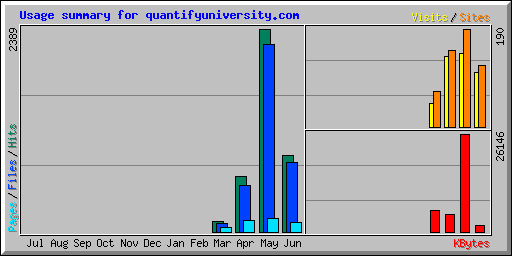 Usage summary for quantifyuniversity.com
Visits/Sites
2389
190
Pages/Files/Hits
26146
Jul Aug Sep Oct Nov Dec Jan Feb Mar Apr May Jun
KBytes